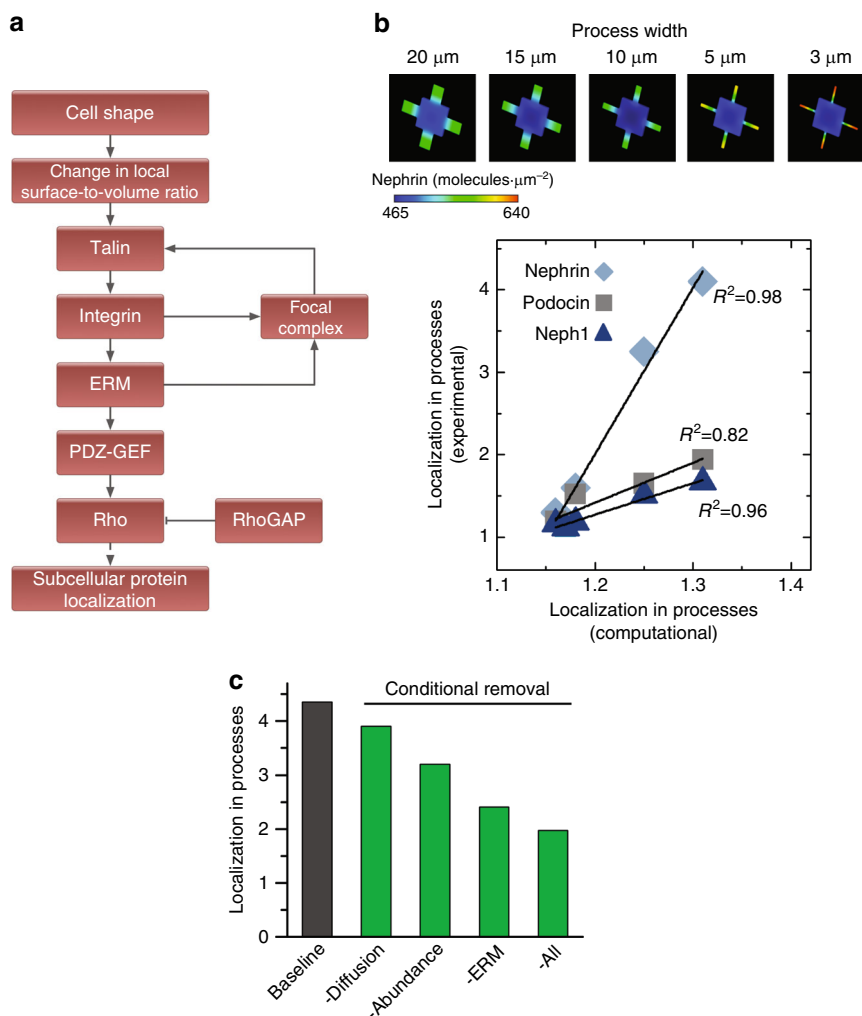 a
Cell shape
Change in local
surface-to-volume ratio
Talin
Integrin
Focal
complex
ERM
PDZ-GEF
Rho
RhoGAP
Subcellular protein
localization
b
Process width
20 μm
15 μm
10 μm
5 μm
3 μm
Nephrin (molecules·μm⁻²)
465
640
Nephrin
Podocin
Neph1
R²=0.98
R²=0.82
R²=0.96
4
3
2
1
Localization in processes
(experimental)
1.1
1.2
1.3
1.4
Localization in processes
(computational)
c
Conditional removal
4
3
2
1
0
Localization in processes
Baseline
-Diffusion
-Abundance
-ERM
-All